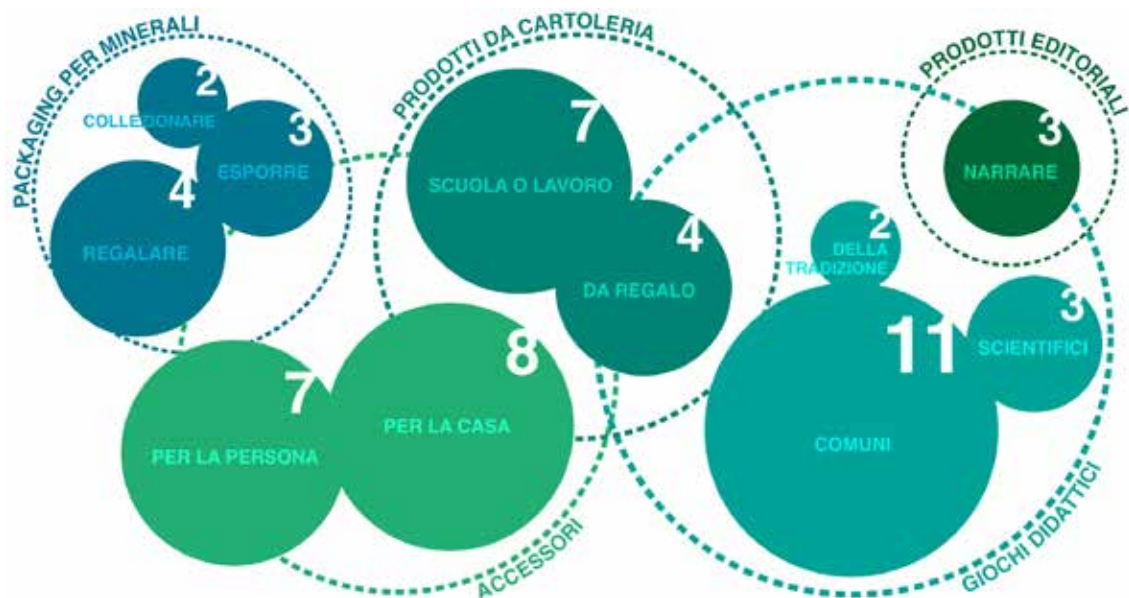 PACKAGING PER MINERALI
2
COLLEZIONARE
3
ESPORRE
4
REGALARE
PRODOTTI DA CARTOLERIA
7
SCUOLA O LAVORO
4
DA REGALO
PRODOTTI EDITORIALI
3
NARRARE
2
DELLA
TRADIZIONE
3
SCIENTIFICI
11
COMUNI
GIOCHI DIDATTICI
8
PER LA CASA
7
PER LA PERSONA
ACCESSORI